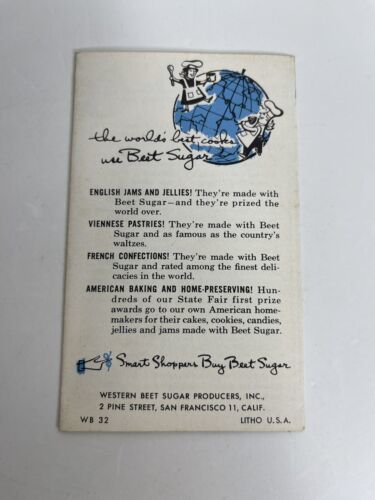 the world's best cooks
use Beet Sugar
ENGLISH JAMS AND JELLIES! They're made with
Beet Sugar—and they're prized the
world over.
VIENNESE PASTRIES! They're made with Beet
Sugar and as famous as the country's
waltzes.
FRENCH CONFECTIONS! They're made with Beet
Sugar and rated among the finest deli-
cacies in the world.
AMERICAN BAKING AND HOME-PRESERVING! Hun-
dreds of our State Fair first prize
awards go to our own American home-
makers for their cakes, cookies, candies,
jellies and jams made with Beet Sugar.
Smart Shoppers Buy Beet Sugar
WESTERN BEET SUGAR PRODUCERS, INC.,
2 PINE STREET, SAN FRANCISCO 11, CALIF.
WB 32 LITHO U.S.A.